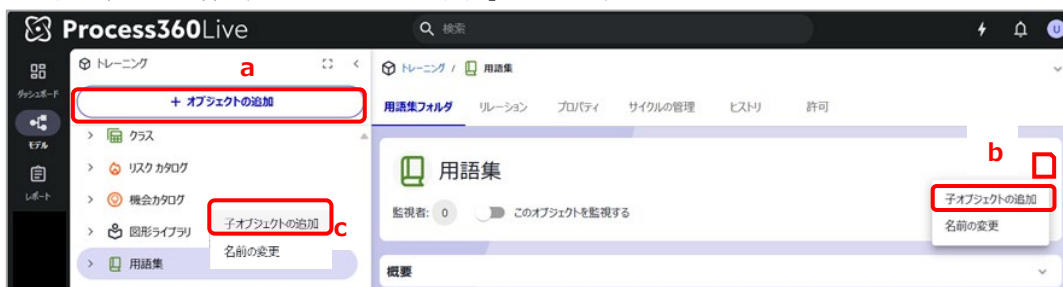 Process360Live
検索
U
ダッシュボード
モデル
レポート
トレーニング
a
+ オブジェクトの追加
クラス
リスク カタログ
機会カタログ
図形ライブラリ
用語集
子オブジェクトの追加
c
名前の変更
トレーニング / 用語集
用語集フォルダ
リレーション
プロパティ
サイクルの管理
ヒストリ
許可
用語集
b
監視者: 0
このオブジェクトを監視する
子オブジェクトの追加
名前の変更
概要